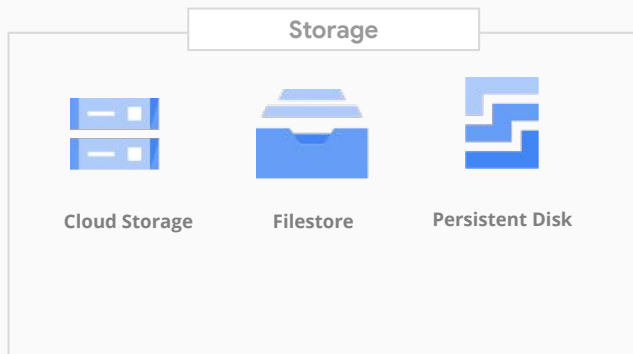 Storage
Cloud Storage
Filestore
Persistent Disk